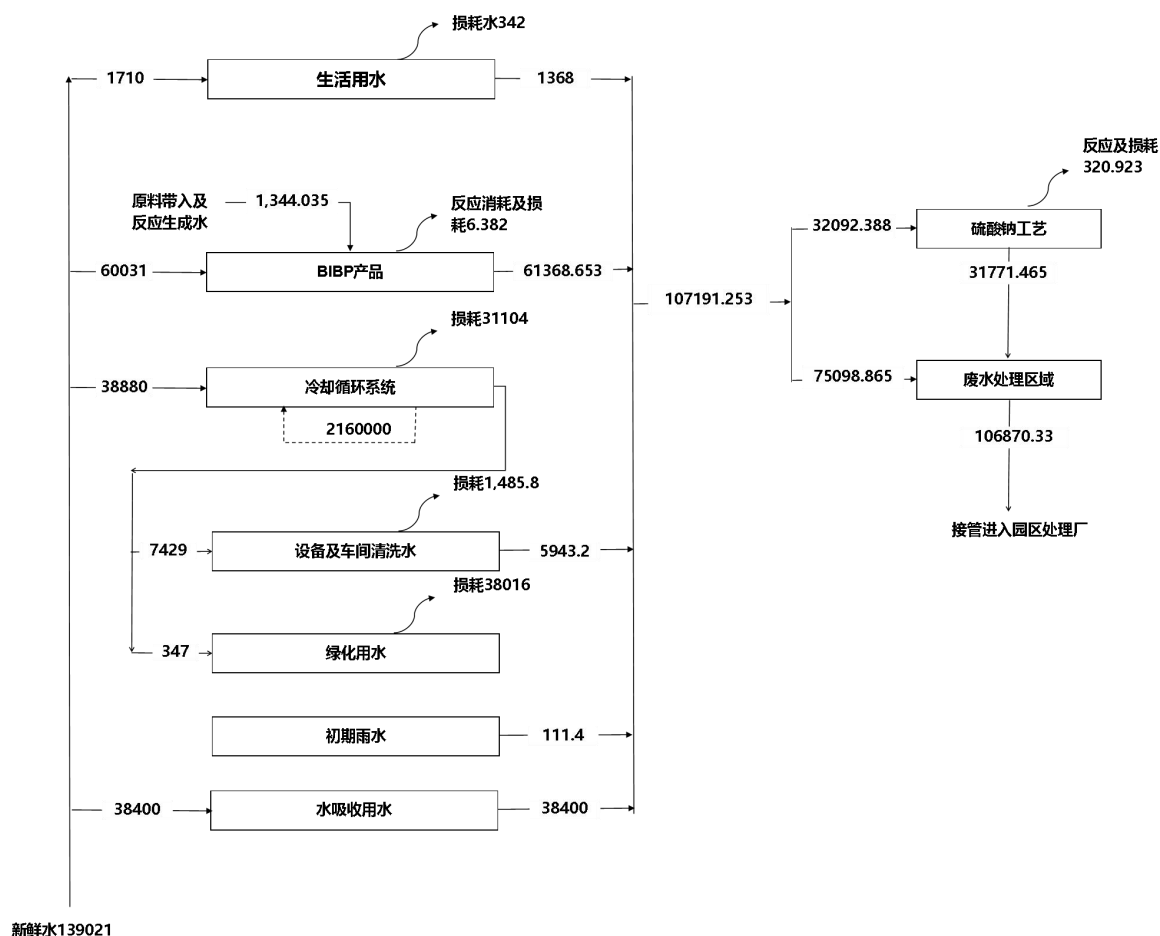 损耗水342
1710
生活用水
1368
原料带入及
反应生成水
1,344.035
反应消耗及损
耗6.382
60031
BIBP产品
61368.653
损耗31104
38880
冷却循环系统
2160000
损耗1,485.8
7429
设备及车间清洗水
5943.2
损耗38016
347
绿化用水
初期雨水
111.4
38400
水吸收用水
38400
新鲜水139021
107191.253
反应及损耗
320.923
32092.388
硫酸钠工艺
31771.465
75098.865
废水处理区域
106870.33
接管进入园区处理厂